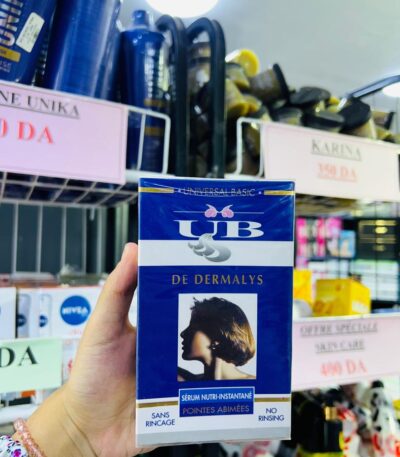 NE UNIKA
0 DA
KARINA
350 DA
UNIVERSAL BASIC
UB
DE DERMALYS
SÉRUM NUTRI-INSTANTANÉ
POINTES ABIMÉES
SANS
RINCAGE
NO
RINSING
NIVEA
DA
OFFRE SPÉCIALE
SKIN CARE
400 DA